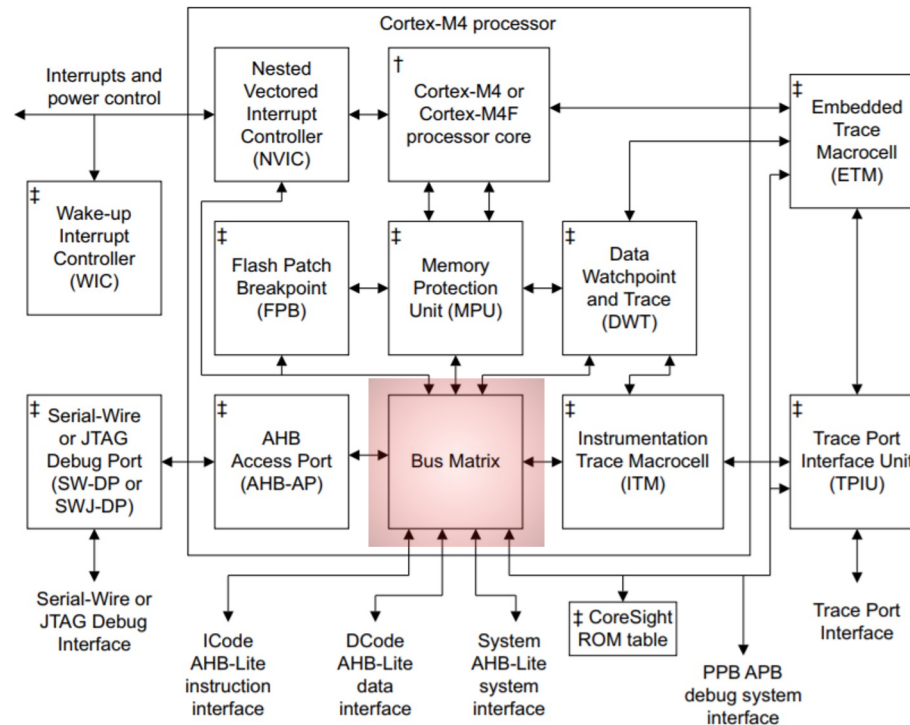 Cortex-M4 processor
Interrupts and
power control
Nested
Vectored
Interrupt
Controller
(NVIC)
†
Cortex-M4 or
Cortex-M4F
processor core
‡
Embedded
Trace
Macrocell
(ETM)
‡
Wake-up
Interrupt
Controller
(WIC)
‡
Flash Patch
Breakpoint
(FPB)
‡
Memory
Protection
Unit (MPU)
‡
Data
Watchpoint
and Trace
(DWT)
‡
Serial-Wire
or JTAG
Debug Port
(SW-DP or
SWJ-DP)
‡
AHB
Access Port
(AHB-AP)
Bus Matrix
‡
Instrumentation
Trace Macrocell
(ITM)
‡
Trace Port
Interface Unit
(TPIU)
Serial-Wire or
JTAG Debug
Interface
ICode
AHB-Lite
instruction
interface
DCode
AHB-Lite
data
interface
System
AHB-Lite
system
interface
‡ CoreSight
ROM table
PPB APB
debug system
interface
Trace Port
Interface